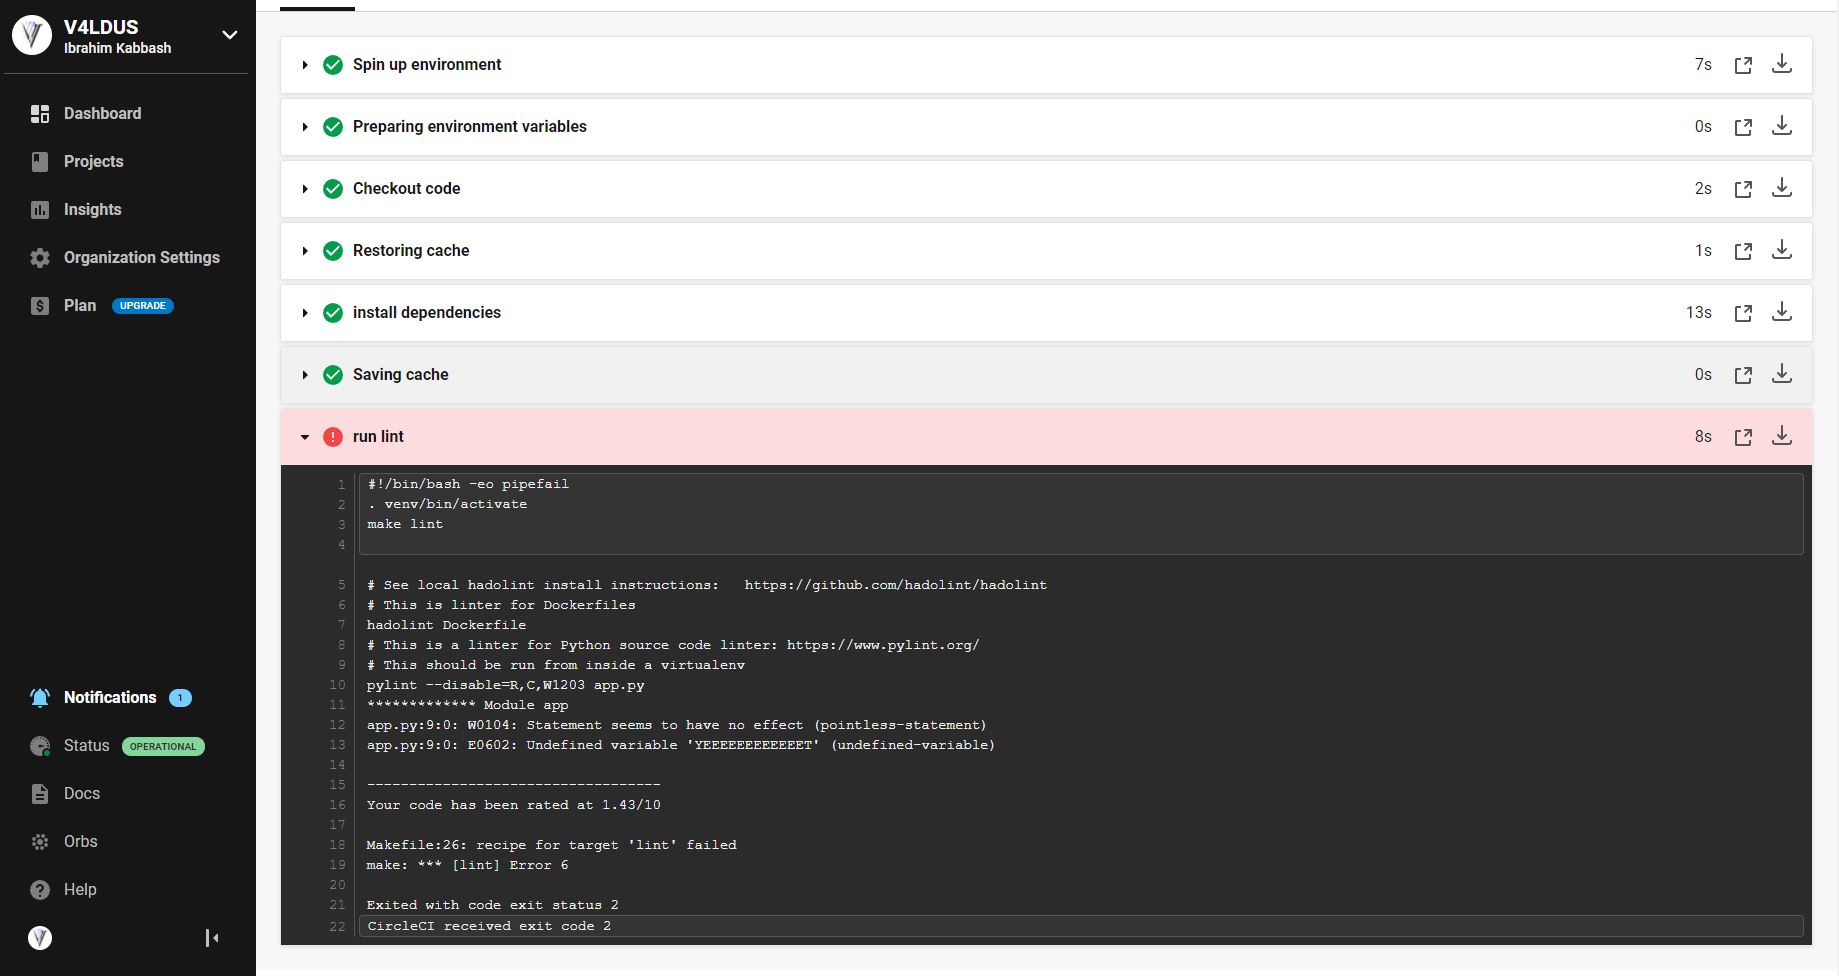 V4LDUS
Ibrahim Kabbash
Dashboard
Projects
Insights
Organization Settings
Plan UPGRADE
Notifications 1
Status OPERATIONAL
Docs
Orbs
Help
Spin up environment 7s
Preparing environment variables 0s
Checkout code 2s
Restoring cache 1s
install dependencies 13s
Saving cache 0s
run lint 8s
1 #!/bin/bash -eo pipefail
2 . venv/bin/activate
3 make lint
4
5 # See local hadolint install instructions:   https://github.com/hadolint/hadolint
6 # This is linter for Dockerfiles
7 hadolint Dockerfile
8 # This is a linter for Python source code linter: https://www.pylint.org/
9 # This should be run from inside a virtualenv
10 pylint --disable=R,C,W1203 app.py
11 ************* Module app
12 app.py:9:0: W0104: Statement seems to have no effect (pointless-statement)
13 app.py:9:0: E0602: Undefined variable 'YEEEEEEEEEEEET' (undefined-variable)
14
15 -----------------------------------
16 Your code has been rated at 1.43/10
17
18 Makefile:26: recipe for target 'lint' failed
19 make: *** [lint] Error 6
20
21 Exited with code exit status 2
22 CircleCI received exit code 2